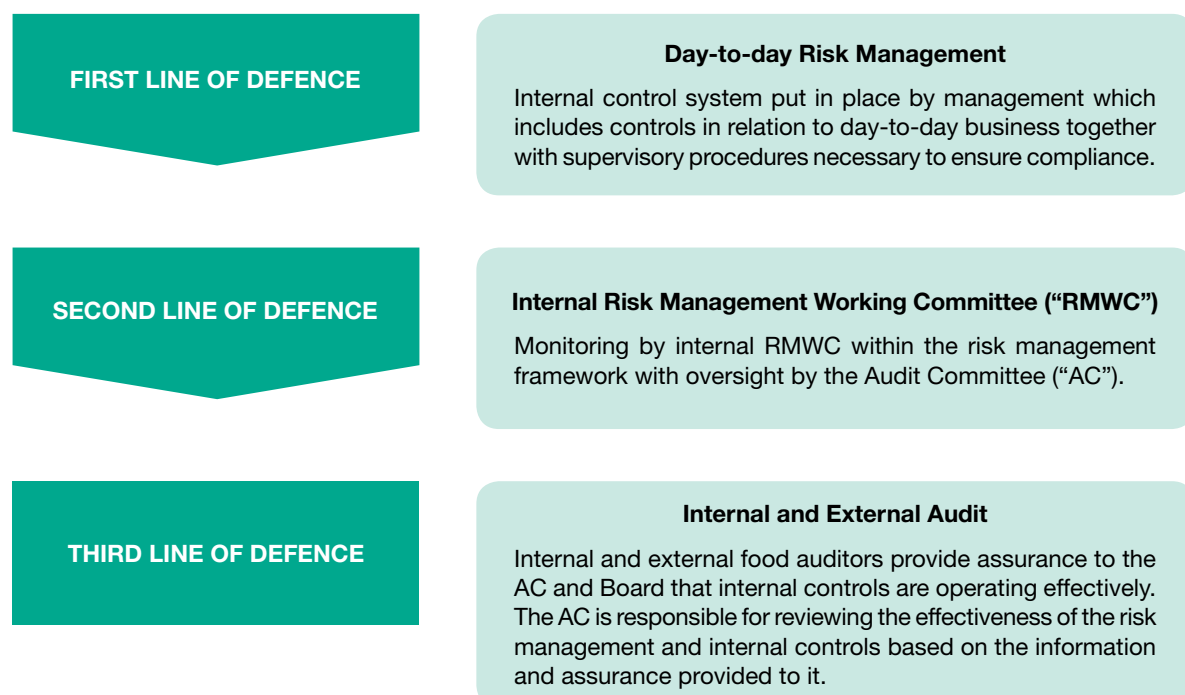 FIRST LINE OF DEFENCE
Day-to-day Risk Management
Internal control system put in place by management which
includes controls in relation to day-to-day business together
with supervisory procedures necessary to ensure compliance.
SECOND LINE OF DEFENCE
Internal Risk Management Working Committee (“RMWC”)
Monitoring by internal RMWC within the risk management
framework with oversight by the Audit Committee (“AC”).
THIRD LINE OF DEFENCE
Internal and External Audit
Internal and external food auditors provide assurance to the
AC and Board that internal controls are operating effectively.
The AC is responsible for reviewing the effectiveness of the risk
management and internal controls based on the information
and assurance provided to it.